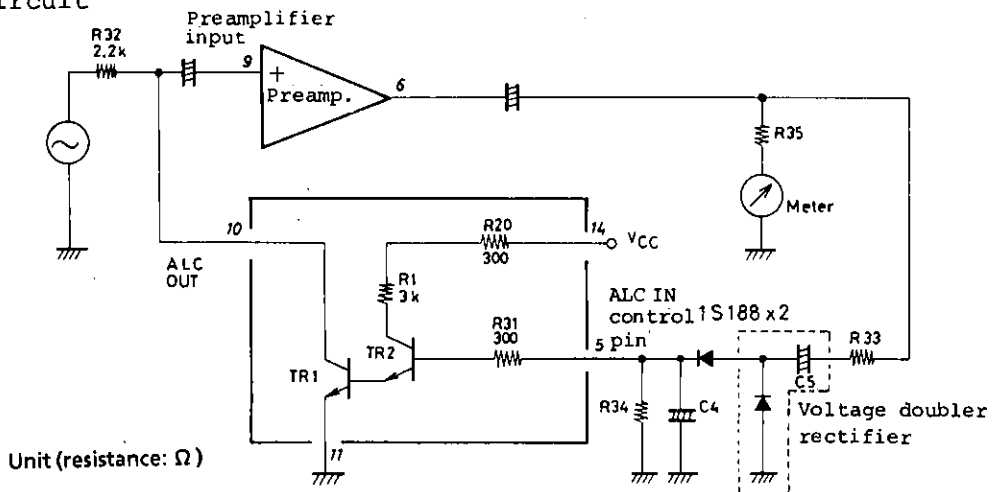 ircuit
Preamplifier
input
R32
2,2k
9
+
Preamp.
6
R35
Meter
10
ALC
OUT
R20
300
14
VCC
R1
3k
ALC IN
control
pin
1S188 x 2
R31
300
5
R33
TR2
TR1
R34
C4
C5
Voltage doubler
rectifier
11
Unit (resistance: Ω)